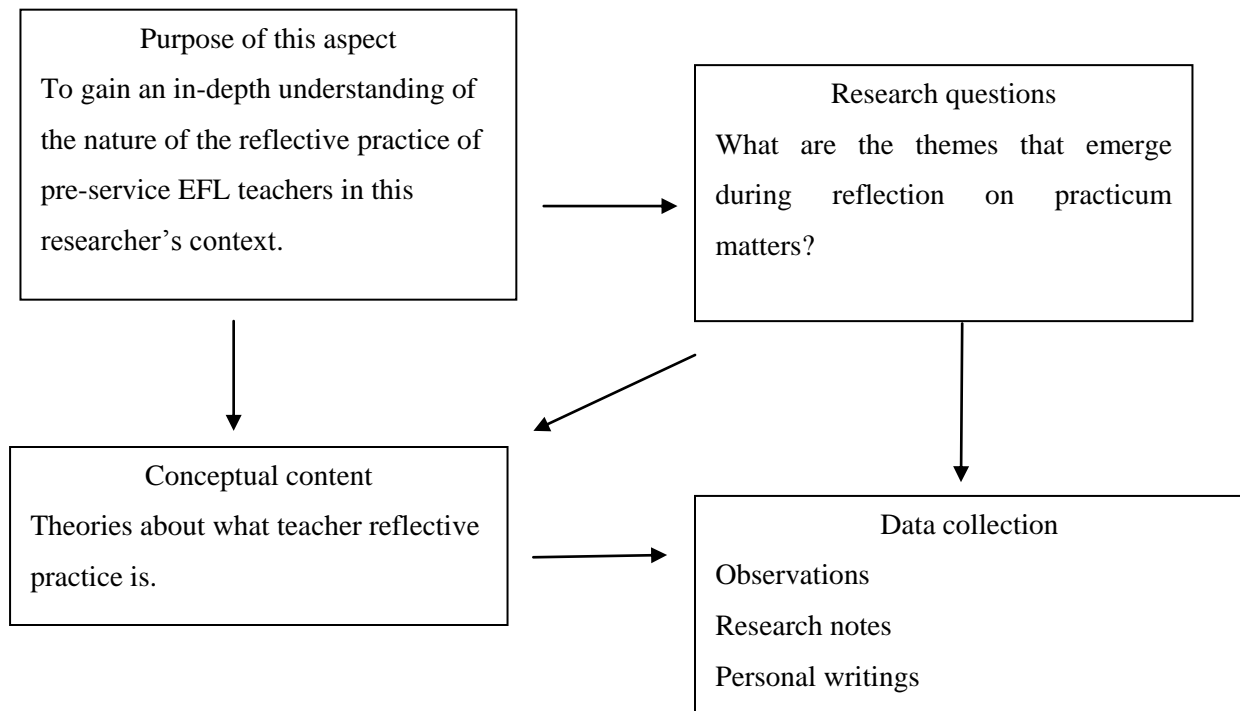 Purpose of this aspect
To gain an in-depth understanding of
the nature of the reflective practice of
pre-service EFL teachers in this
researcher’s context.
Research questions
What are the themes that emerge
during reflection on practicum
matters?
Conceptual content
Theories about what teacher reflective
practice is.
Data collection
Observations
Research notes
Personal writings